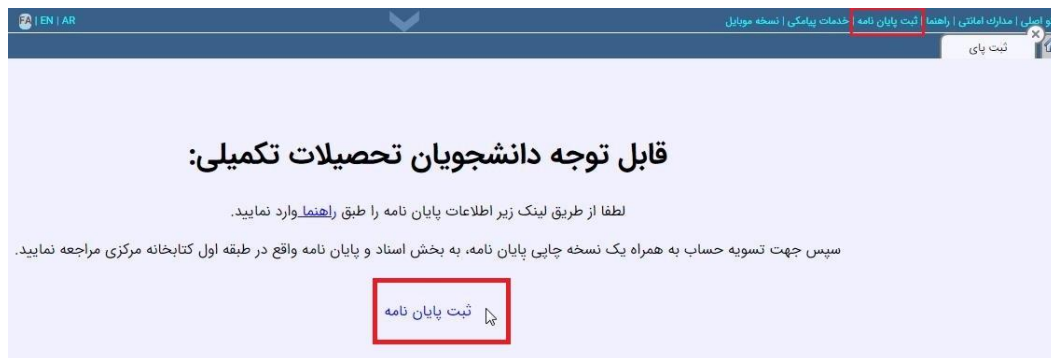 و اصلی | مدارك امانتی | راهنما | ثبت پایان نامه | خدمات پیامکی | نسخه موبایل
FA | EN | AR
ثبت پای
قابل توجه دانشجویان تحصیلات تکمیلی:
لطفا از طریق لینک زیر اطلاعات پایان نامه را طبق راهنما وارد نمایید.
سپس جهت تسویه حساب به همراه یک نسخه چاپی پایان نامه، به بخش اسناد و پایان نامه واقع در طبقه اول کتابخانه مرکزی مراجعه نمایید.
ثبت پایان نامه